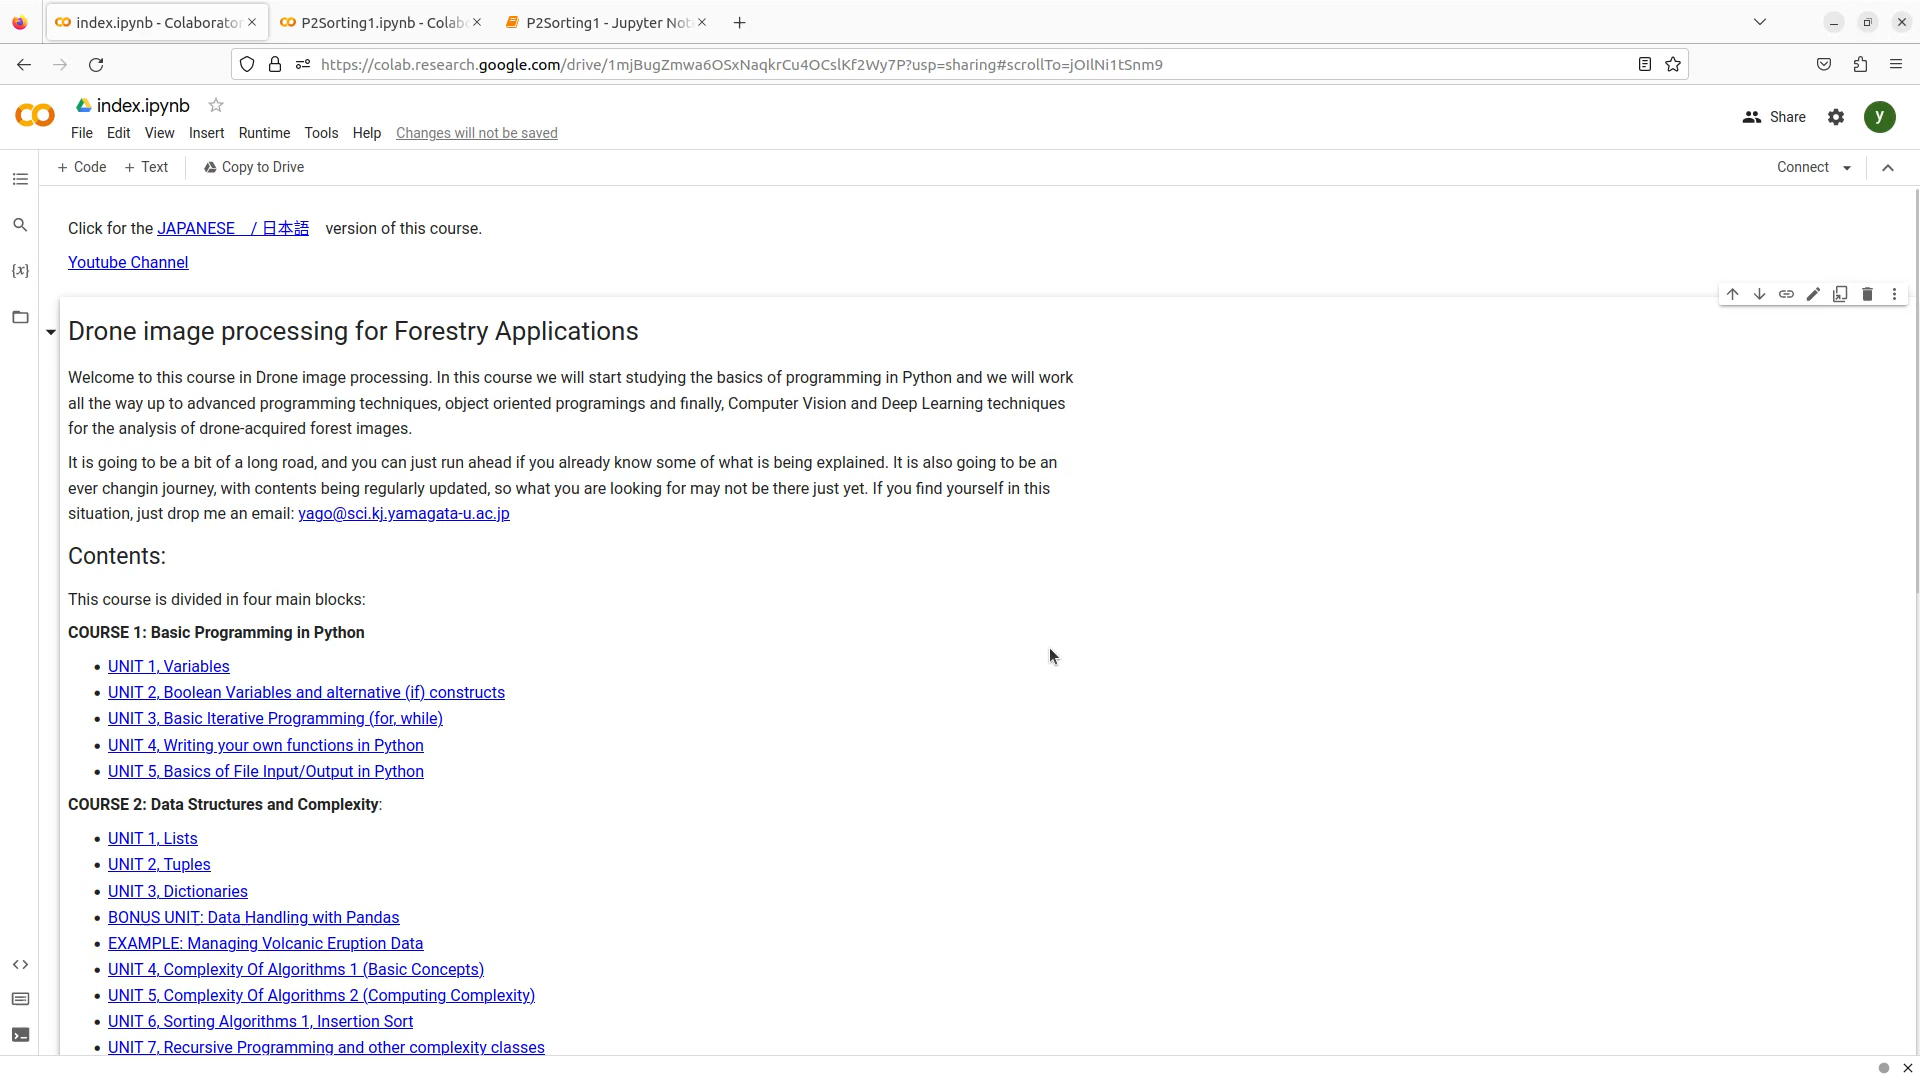 index.ipynb - Colaborator
P2Sorting1.ipynb - Colab
P2Sorting1 - Jupyter Not
https://colab.research.google.com/drive/1mjBugZmwa6OSxNaqkrCu4OCslKf2Wy7P?usp=sharing#scrollTo=jOIlNi1tSnm9
index.ipynb
File Edit View Insert Runtime Tools Help Changes will not be saved
Share
y
+ Code + Text Copy to Drive
Connect
Click for the JAPANESE / 日本語 version of this course.
Youtube Channel
{x}
Drone image processing for Forestry Applications
Welcome to this course in Drone image processing. In this course we will start studying the basics of programming in Python and we will work
all the way up to advanced programming techniques, object oriented programings and finally, Computer Vision and Deep Learning techniques
for the analysis of drone-acquired forest images.
It is going to be a bit of a long road, and you can just run ahead if you already know some of what is being explained. It is also going to be an
ever changin journey, with contents being regularly updated, so what you are looking for may not be there just yet. If you find yourself in this
situation, just drop me an email: yago@sci.kj.yamagata-u.ac.jp
Contents:
This course is divided in four main blocks:
COURSE 1: Basic Programming in Python
• UNIT 1, Variables
• UNIT 2, Boolean Variables and alternative (if) constructs
• UNIT 3, Basic Iterative Programming (for, while)
• UNIT 4, Writing your own functions in Python
• UNIT 5, Basics of File Input/Output in Python
COURSE 2: Data Structures and Complexity:
• UNIT 1, Lists
• UNIT 2, Tuples
• UNIT 3, Dictionaries
• BONUS UNIT: Data Handling with Pandas
• EXAMPLE: Managing Volcanic Eruption Data
• UNIT 4, Complexity Of Algorithms 1 (Basic Concepts)
• UNIT 5, Complexity Of Algorithms 2 (Computing Complexity)
• UNIT 6, Sorting Algorithms 1, Insertion Sort
• UNIT 7, Recursive Programming and other complexity classes